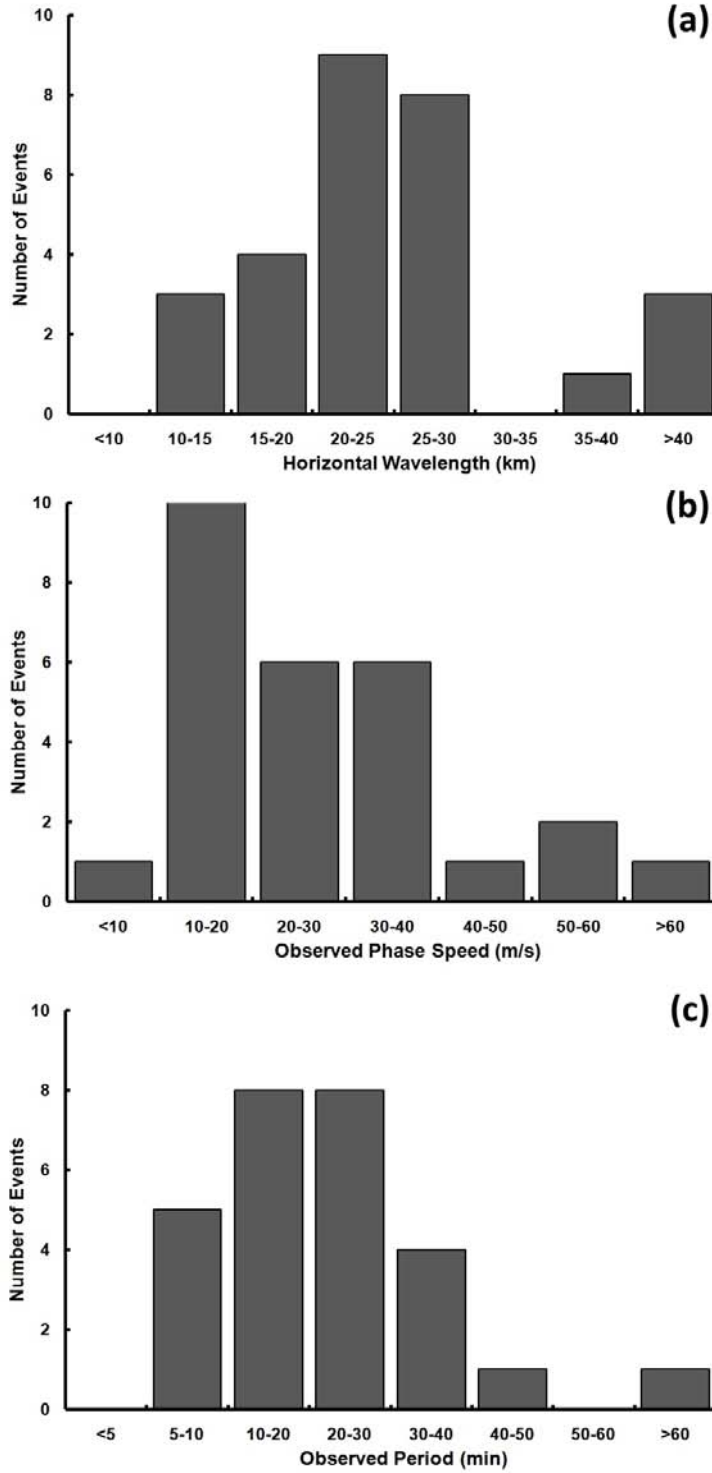 (a)
Number of Events
10
8
6
4
2
0
<10 10-15 15-20 20-25 25-30 30-35 35-40 >40
Horizontal Wavelength (km)
(b)
Number of Events
10
8
6
4
2
0
<10 10-20 20-30 30-40 40-50 50-60 >60
Observed Phase Speed (m/s)
(c)
Number of Events
10
8
6
4
2
0
<5 5-10 10-20 20-30 30-40 40-50 50-60 >60
Observed Period (min)